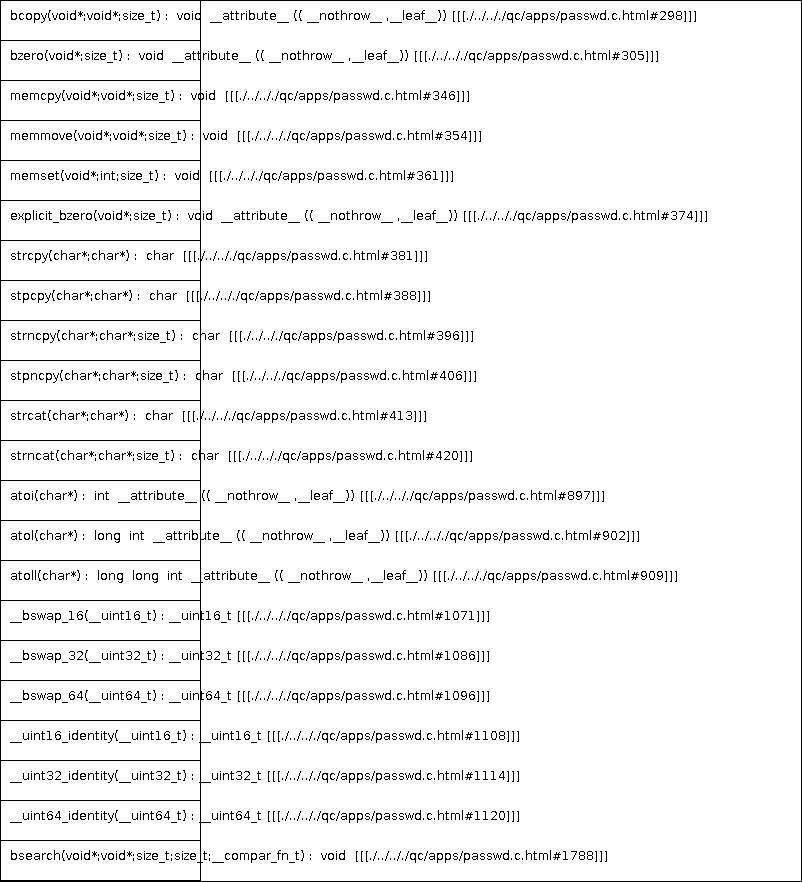 bcopy(void*;void*;size_t) : void __attribute__ (( __nothrow__ ,__leaf__)) [[[./../../../qc/apps/passwd.c.html#298]]]
bzero(void*;size_t) : void __attribute__ (( __nothrow__ ,__leaf__)) [[[./../../../qc/apps/passwd.c.html#305]]]
memcpy(void*;void*;size_t) : void [[[./../../../qc/apps/passwd.c.html#346]]]
memmove(void*;void*;size_t) : void [[[./../../../qc/apps/passwd.c.html#354]]]
memset(void*;int;size_t) : void [[[./../../../qc/apps/passwd.c.html#361]]]
explicit_bzero(void*;size_t) : void __attribute__ (( __nothrow__ ,__leaf__)) [[[./../../../qc/apps/passwd.c.html#374]]]
strcpy(char*;char*) : char [[[./../../../qc/apps/passwd.c.html#381]]]
stpcpy(char*;char*) : char [[[./../../../qc/apps/passwd.c.html#388]]]
strncpy(char*;char*;size_t) : char [[[./../../../qc/apps/passwd.c.html#396]]]
stpncpy(char*;char*;size_t) : char [[[./../../../qc/apps/passwd.c.html#406]]]
strcat(char*;char*) : char [[[./../../../qc/apps/passwd.c.html#413]]]
strncat(char*;char*;size_t) : char [[[./../../../qc/apps/passwd.c.html#420]]]
atoi(char*) : int __attribute__ (( __nothrow__ ,__leaf__)) [[[./../../../qc/apps/passwd.c.html#897]]]
atol(char*) : long int __attribute__ (( __nothrow__ ,__leaf__)) [[[./../../../qc/apps/passwd.c.html#902]]]
atoll(char*) : long long int __attribute__ (( __nothrow__ ,__leaf__)) [[[./../../../qc/apps/passwd.c.html#909]]]
__bswap_16(__uint16_t) : __uint16_t [[[./../../../qc/apps/passwd.c.html#1071]]]
__bswap_32(__uint32_t) : __uint32_t [[[./../../../qc/apps/passwd.c.html#1086]]]
__bswap_64(__uint64_t) : __uint64_t [[[./../../../qc/apps/passwd.c.html#1096]]]
__uint16_identity(__uint16_t) : __uint16_t [[[./../../../qc/apps/passwd.c.html#1108]]]
__uint32_identity(__uint32_t) : __uint32_t [[[./../../../qc/apps/passwd.c.html#1114]]]
__uint64_identity(__uint64_t) : __uint64_t [[[./../../../qc/apps/passwd.c.html#1120]]]
bsearch(void*;void*;size_t;size_t;__compar_fn_t) : void [[[./../../../qc/apps/passwd.c.html#1788]]]